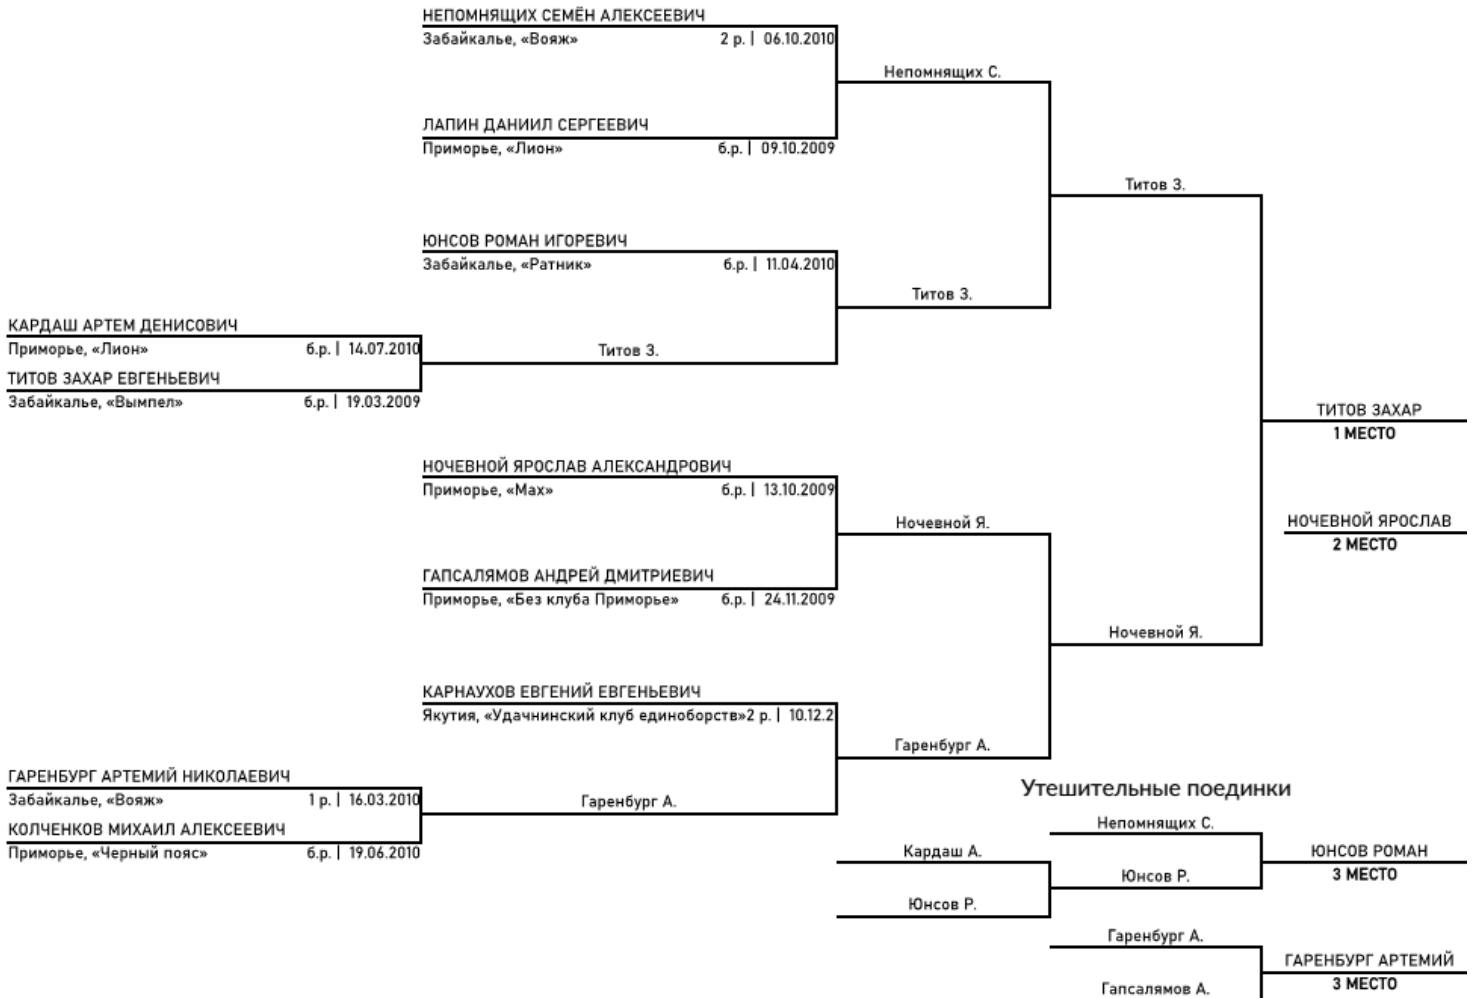 НЕПОМНЯЩИХ СЕМЁН АЛЕКСЕЕВИЧ
Забайкалье, «Вояж» 2 р. | 06.10.2010
Непомнящих С.
ЛАПИН ДАНИИЛ СЕРГЕЕВИЧ
Приморье, «Лион» б.р. | 09.10.2009
Титов З.
ЮНСОВ РОМАН ИГОРЕВИЧ
Забайкалье, «Ратник» б.р. | 11.04.2010
Титов З.
КАРДАШ АРТЕМ ДЕНИСОВИЧ
Приморье, «Лион» б.р. | 14.07.2010
Титов З.
ТИТОВ ЗАХАР ЕВГЕНЬЕВИЧ
Забайкалье, «Вымпел» б.р. | 19.03.2009
ТИТОВ ЗАХАР
1 МЕСТО
НОЧЕВНОЙ ЯРОСЛАВ АЛЕКСАНДРОВИЧ
Приморье, «Мах» б.р. | 13.10.2009
Ночевной Я.
НОЧЕВНОЙ ЯРОСЛАВ
2 МЕСТО
ГАПСАЛЯМОВ АНДРЕЙ ДМИТРИЕВИЧ
Приморье, «Без клуба Приморье» б.р. | 24.11.2009
Ночевной Я.
КАРНАУХОВ ЕВГЕНИЙ ЕВГЕНЬЕВИЧ
Якутия, «Удачнинский клуб единоборств»2 р. | 10.12.2
Гаренбург А.
ГАРЕНБУРГ АРТЕМИЙ НИКОЛАЕВИЧ
Забайкалье, «Вояж» 1 р. | 16.03.2010
Гаренбург А.
КОЛЧЕНКОВ МИХАИЛ АЛЕКСЕЕВИЧ
Приморье, «Черный пояс» б.р. | 19.06.2010
Утешительные поединки
Непомнящих С.
Кардаш А.
ЮНСОВ РОМАН
3 МЕСТО
Юнсов Р.
Юнсов Р.
Гаренбург А.
ГАРЕНБУРГ АРТЕМИЙ
3 МЕСТО
Гапсалямов А.